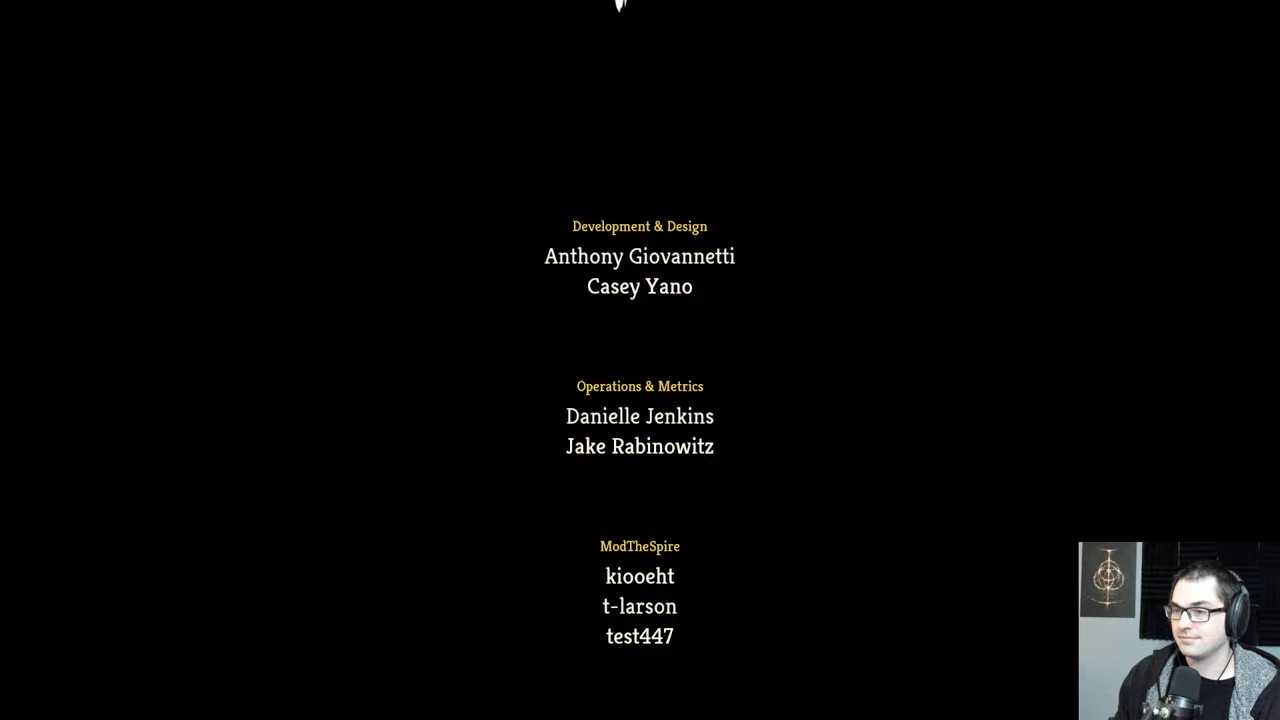 Development & Design
Anthony Giovannetti
Casey Yano
Operations & Metrics
Danielle Jenkins
Jake Rabinowitz
ModTheSpire
kiooeht
t-larson
test447